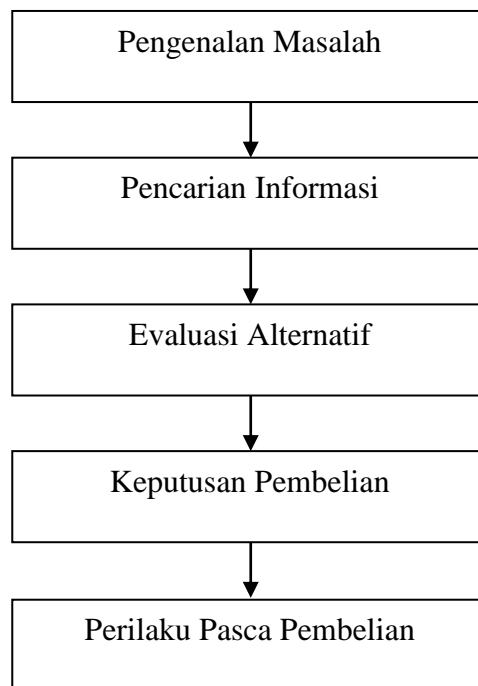 Pengenalan Masalah
Pencarian Informasi
Evaluasi Alternatif
Keputusan Pembelian
Perilaku Pasca Pembelian